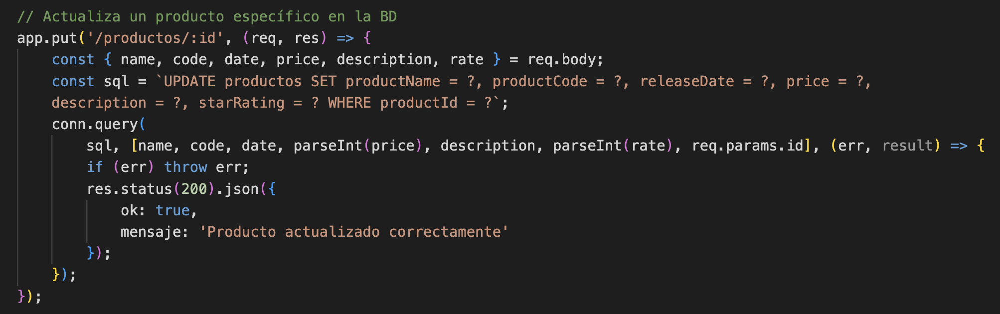 // Actualiza un producto específico en la BD
app.put('/productos/:id', (req, res) => {
    const { name, code, date, price, description, rate } = req.body;
    const sql = `UPDATE productos SET productName = ?, productCode = ?, releaseDate = ?, price = ?,
    description = ?, starRating = ? WHERE productId = ?`;
    conn.query(
        sql, [name, code, date, parseInt(price), description, parseInt(rate), req.params.id], (err, result) => {
        if (err) throw err;
        res.status(200).json({
            ok: true,
            mensaje: 'Producto actualizado correctamente'
        });
    });
});